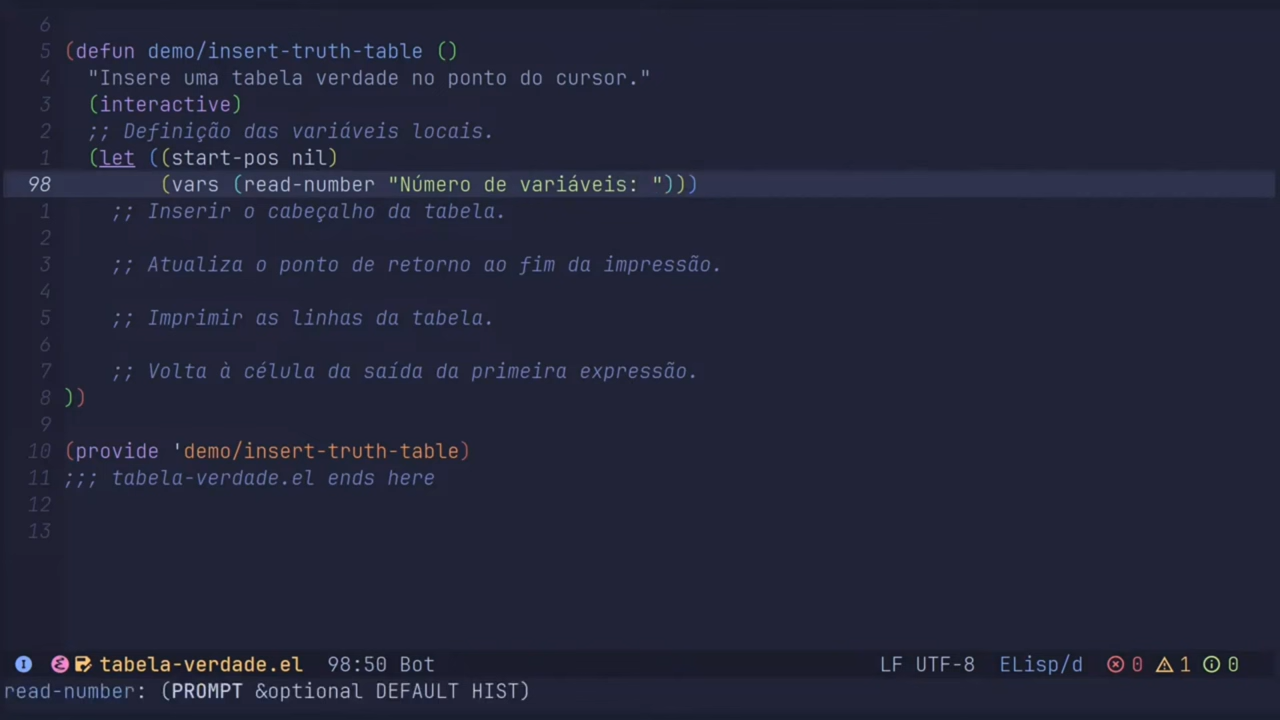 6
5 (defun demo/insert-truth-table ()
4   "Insere uma tabela verdade no ponto do cursor."
3   (interactive)
2   ;; Definição das variáveis locais.
1   (let ((start-pos nil)
98         (vars (read-number "Número de variáveis: ")))
1     ;; Inserir o cabeçalho da tabela.
2
3     ;; Atualiza o ponto de retorno ao fim da impressão.
4
5     ;; Imprimir as linhas da tabela.
6
7     ;; Volta à célula da saída da primeira expressão.
8 ))
9
10 (provide 'demo/insert-truth-table)
11 ;;; tabela-verdade.el ends here
12
13
I tabela-verdade.el 98:50 Bot LF UTF-8 ELisp/d 0 1 0
read-number: (PROMPT &optional DEFAULT HIST)